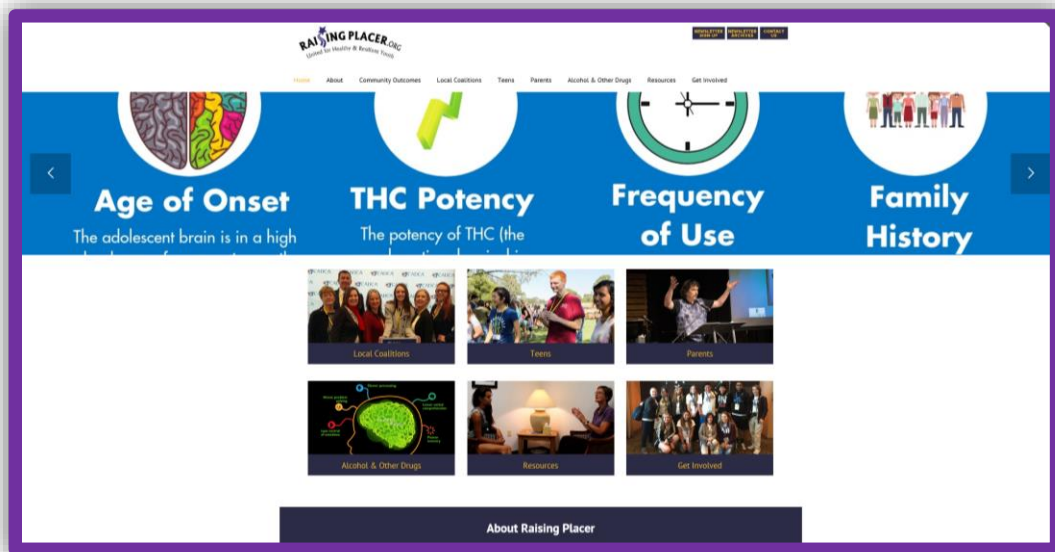 RAISING PLACER.ORG
United for Healthy & Resilient Youth
NEWSLETTER SIGN UP
NEWSLETTER ARCHIVES
CONTACT US
Home About Community Outcomes Local Coalitions Teens Parents Alcohol & Other Drugs Resources Get Involved
Age of Onset
The adolescent brain is in a high
THC Potency
The potency of THC (the
Frequency
of Use
Family
History
CADCA
Local Coalitions
Teens
Parents
Alcohol & Other Drugs
Resources
Get Involved
About Raising Placer